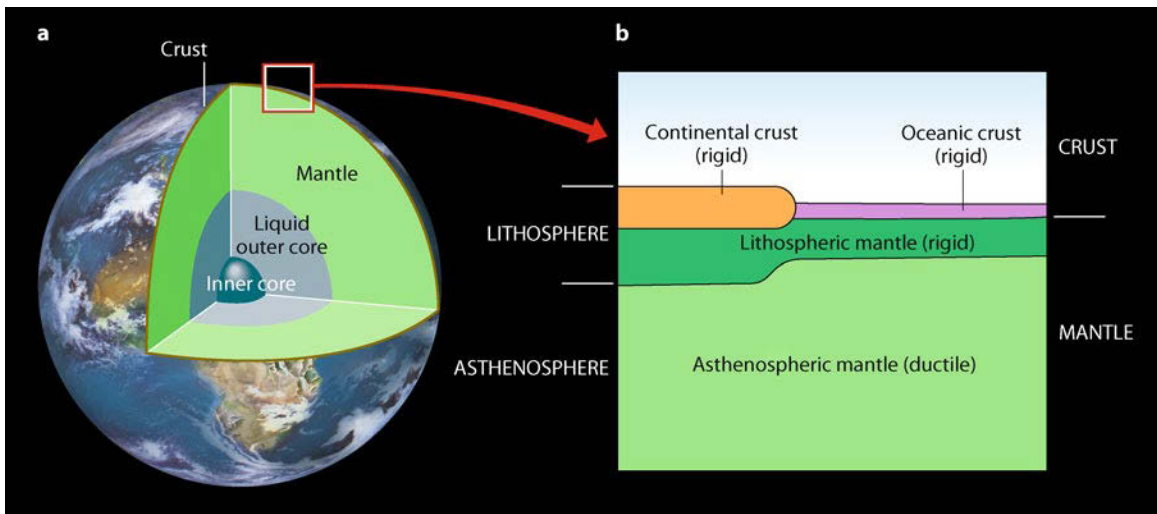 a
Crust
Mantle
Liquid
outer core
Inner core
b
Continental crust
(rigid)
Oceanic crust
(rigid)
CRUST
LITHOSPHERE
Lithospheric mantle (rigid)
MANTLE
ASTHENOSPHERE
Asthenospheric mantle (ductile)